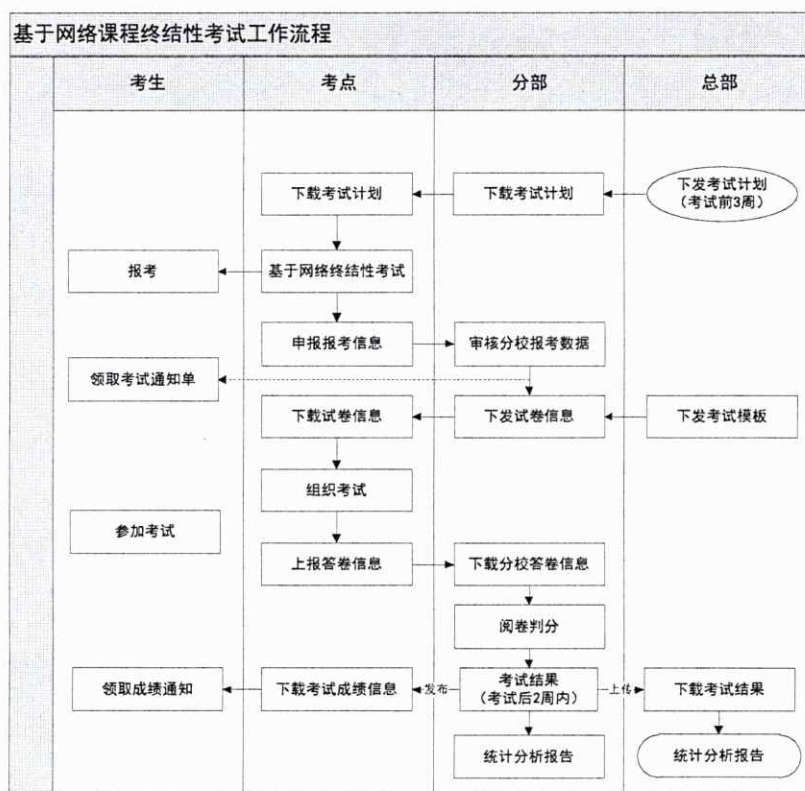 基于网络课程终结性考试工作流程
考生
考点
分部
总部
下载考试计划
下载考试计划
下发考试计划
（考试前3周）
报考
基于网络终结性考试
申报报考信息
审核分校报考数据
领取考试通知单
下载试卷信息
下发试卷信息
下发考试模板
组织考试
参加考试
上报答卷信息
下载分校答卷信息
阅卷判分
领取成绩通知
下载考试成绩信息
发布
考试结果
（考试后2周内）
上传
下载考试结果
统计分析报告
统计分析报告